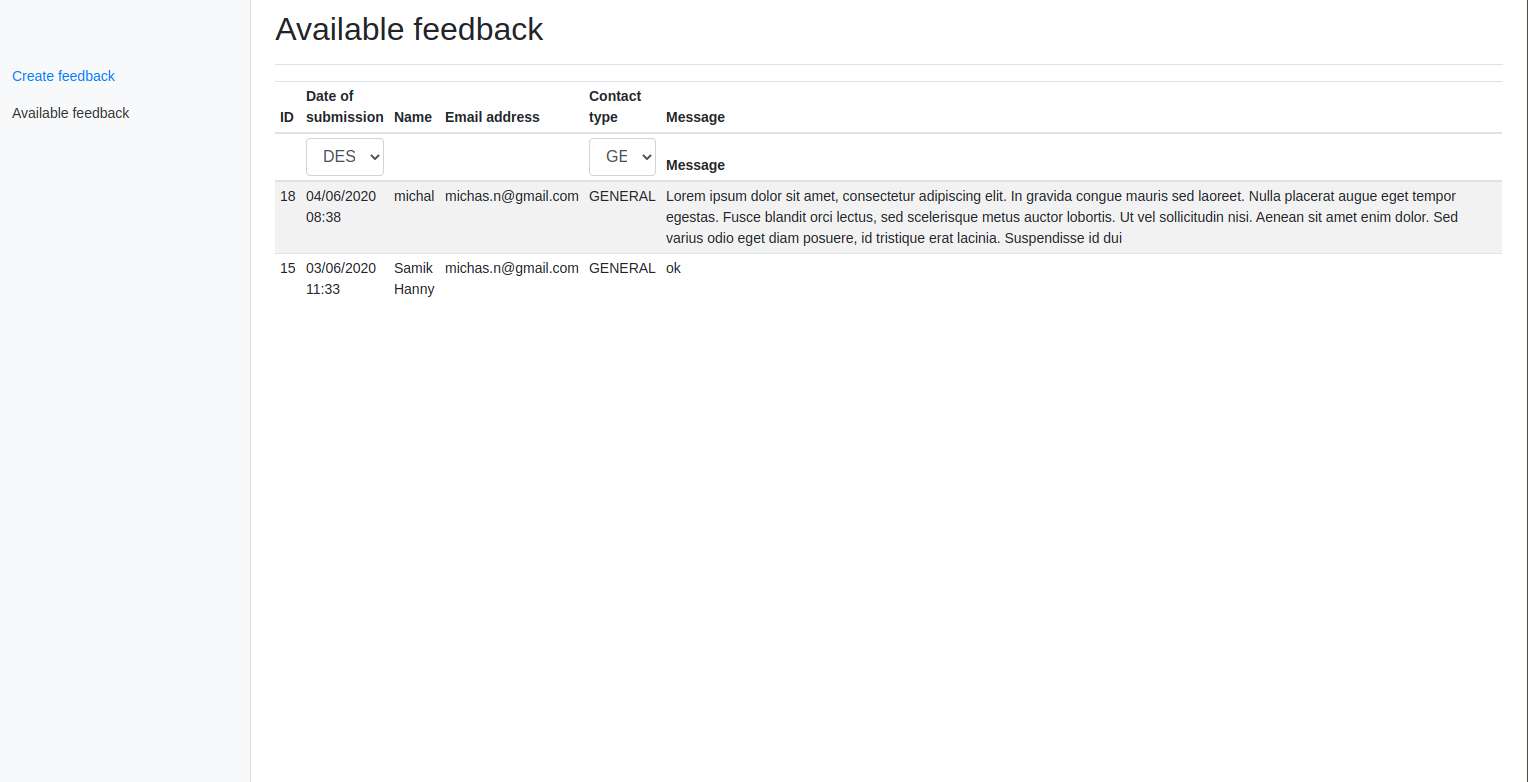 Available feedback
Create feedback
Available feedback
ID Date of submission Name Email address Contact type Message
DES GE Message
18 04/06/2020 michal michas.n@gmail.com GENERAL Lorem ipsum dolor sit amet, consectetur adipiscing elit. In gravida congue mauris sed laoreet. Nulla placerat augue eget tempor
08:38 egestas. Fusce blandit orci lectus, sed scelerisque metus auctor lobortis. Ut vel sollicitudin nisi. Aenean sit amet enim dolor. Sed
varius odio eget diam posuere, id tristique erat lacinia. Suspendisse id dui
15 03/06/2020 Samik michas.n@gmail.com GENERAL ok
11:33 Hanny